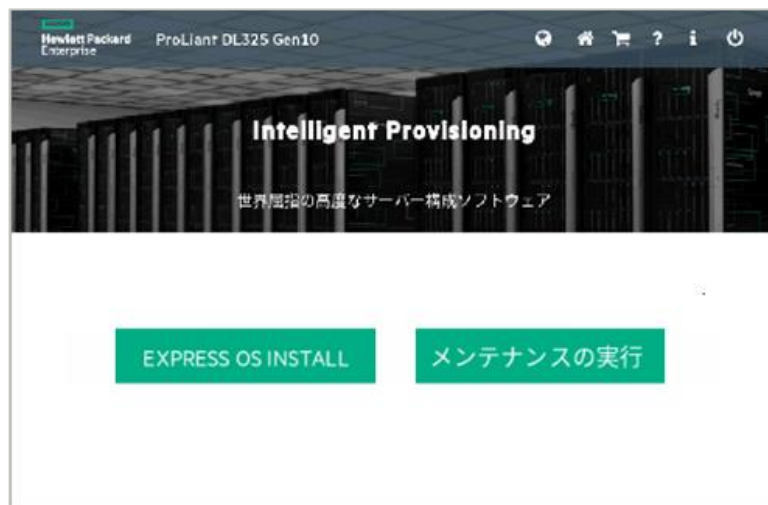 Hewlett Packard
Enterprise
ProLiant DL325 Gen10
Intelligent Provisioning
世界屈指の高度なサーバー構成ソフトウェア
EXPRESS OS INSTALL
メンテナンスの実行